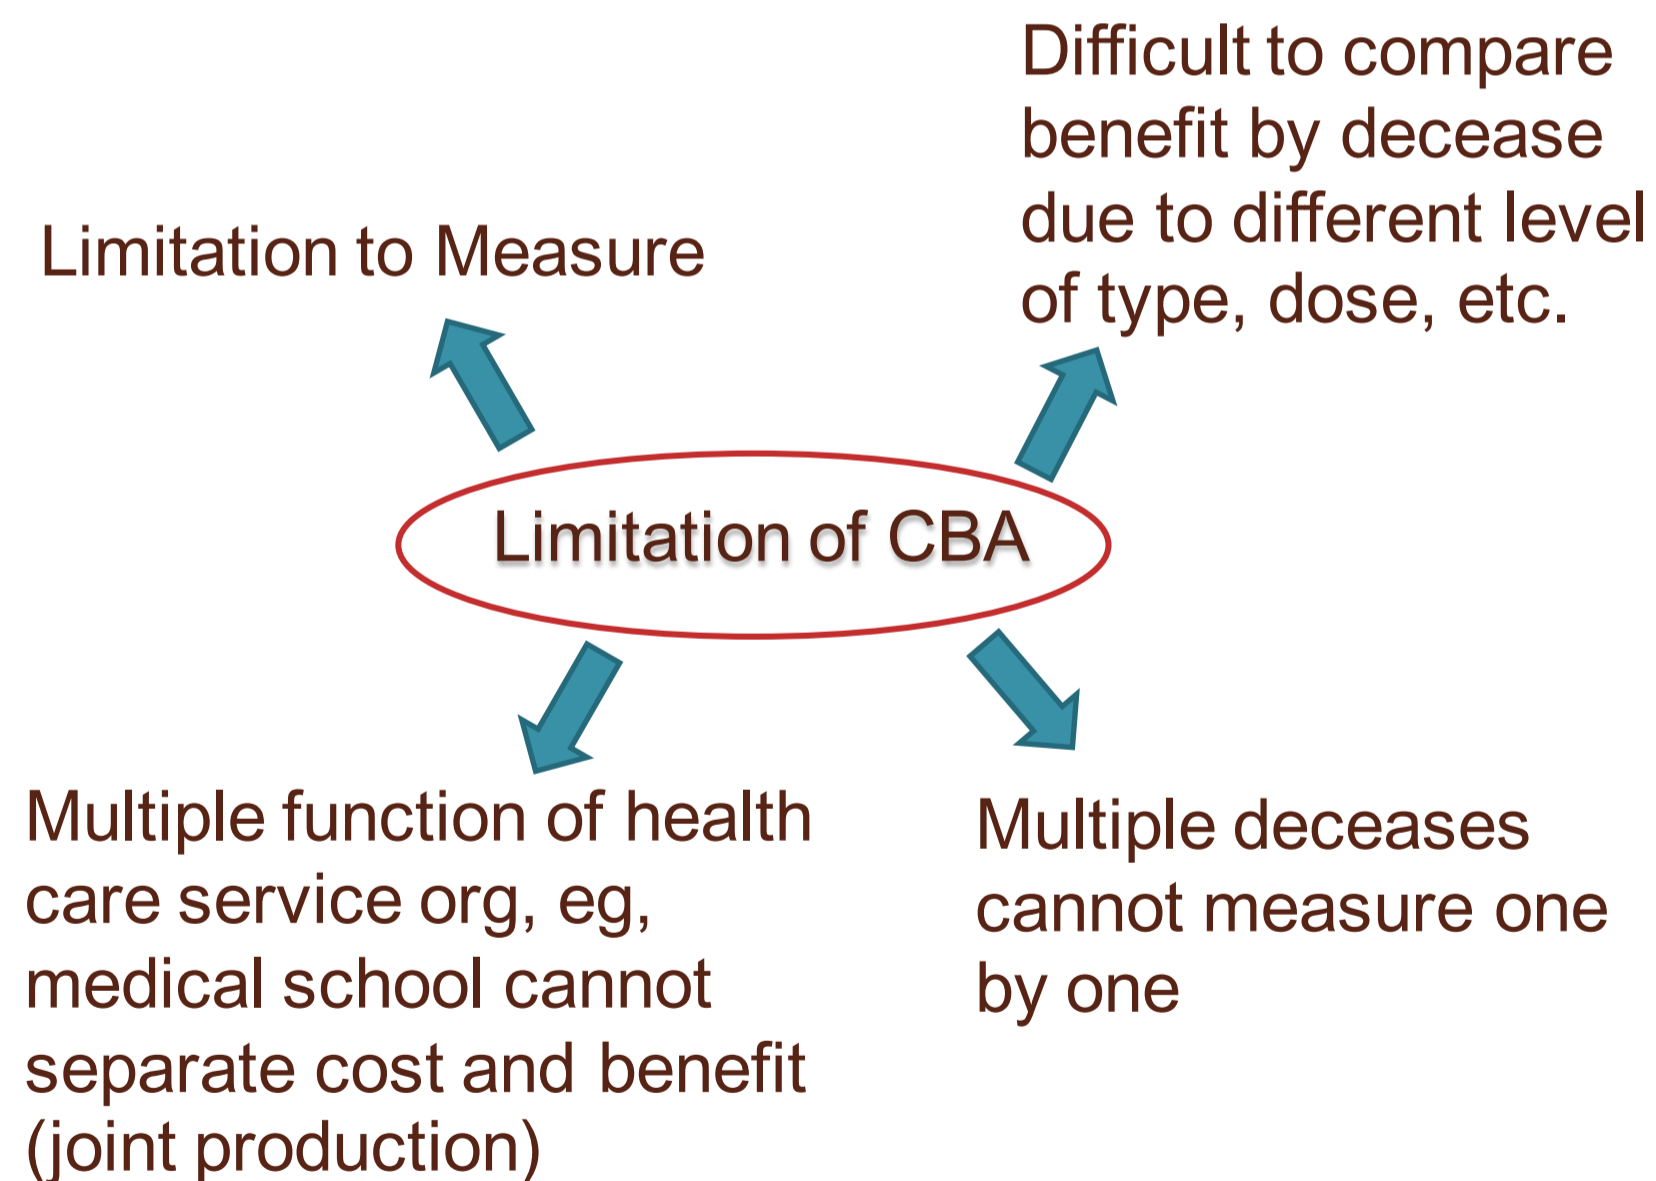 Difficult to compare
benefit by decease
due to different level
of type, dose, etc.
Limitation to Measure
Limitation of CBA
Multiple function of health
care service org, eg,
medical school cannot
separate cost and benefit
(joint production)
Multiple deceases
cannot measure one
by one